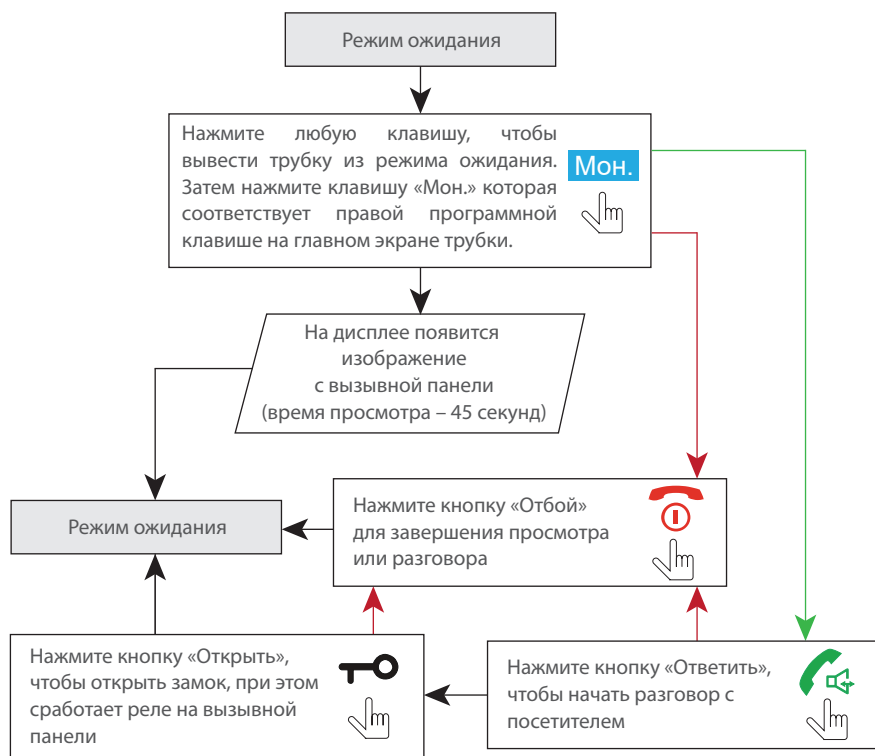 Режим ожидания
Нажмите любую клавишу, чтобы
вывести трубку из режима ожидания.
Затем нажмите клавишу «Мон.» которая
соответствует правой программной
клавише на главном экране трубки.
Мон.
На дисплее появится
изображение
с вызывной панели
(время просмотра – 45 секунд)
Режим ожидания
Нажмите кнопку «Отбой»
для завершения просмотра
или разговора
Нажмите кнопку «Открыть»,
чтобы открыть замок, при этом
сработает реле на вызывной
панели
Нажмите кнопку «Ответить»,
чтобы начать разговор с
посетителем